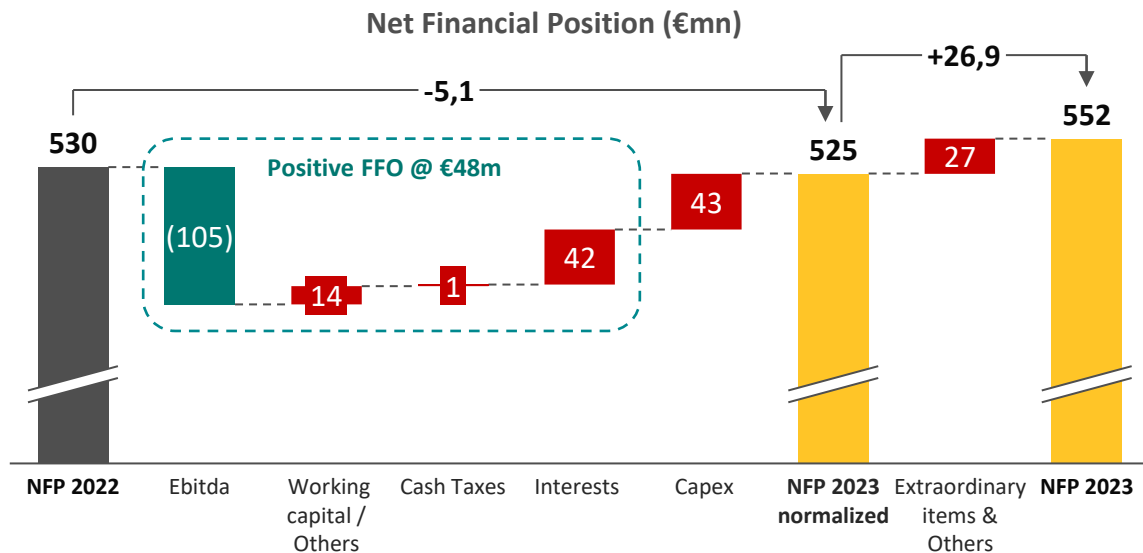 Net Financial Position (€mn)
+26,9
-5,1
530
525
552
Positive FFO @ €48m
27
43
(105)
42
14
1
NFP 2022
Ebitda
Working
capital /
Others
Cash Taxes
Interests
Capex
NFP 2023
normalized
Extraordinary
items &
Others
NFP 2023